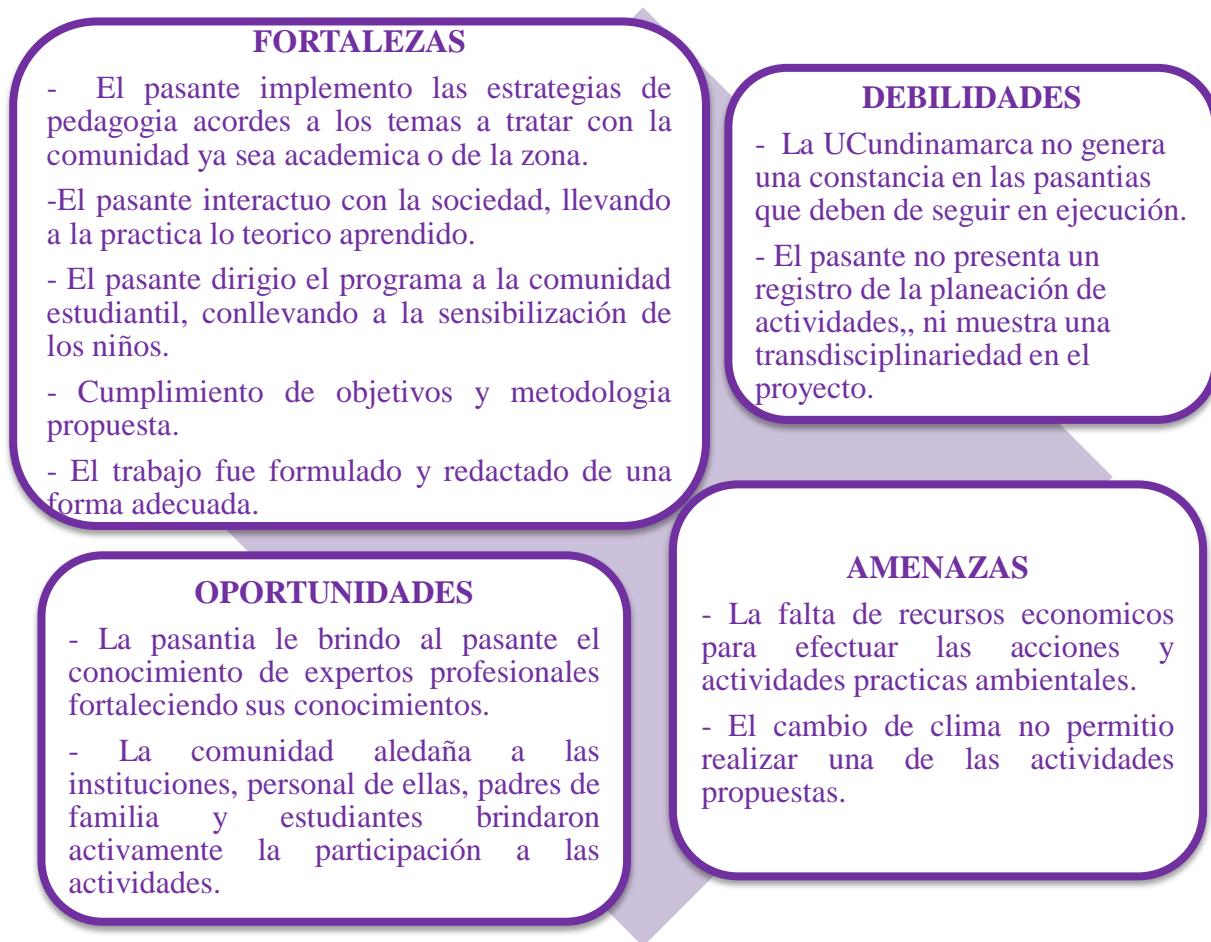 FORTALEZAS
- El pasante implemento las estrategias de
pedagogia acordes a los temas a tratar con la
comunidad ya sea academica o de la zona.
-El pasante interactuo con la sociedad, llevando
a la practica lo teorico aprendido.
- El pasante dirigio el programa a la comunidad
estudiantil, conllevando a la sensibilización de
los niños.
- Cumplimiento de objetivos y metodologia
propuesta.
- El trabajo fue formulado y redactado de una
forma adecuada.
DEBILIDADES
- La UCundinamarca no genera
una constancia en las pasantias
que deben de seguir en ejecución.
- El pasante no presenta un
registro de la planeación de
actividades,, ni muestra una
transdisciplinariedad en el
proyecto.
OPORTUNIDADES
- La pasantia le brindo al pasante el
conocimiento de expertos profesionales
fortaleciendo sus conocimientos.
- La comunidad aledaña a las
instituciones, personal de ellas, padres de
familia y estudiantes brindaron
activamente la participación a las
actividades.
AMENAZAS
- La falta de recursos economicos
para efectuar las acciones y
actividades practicas ambientales.
- El cambio de clima no permitio
realizar una de las actividades
propuestas.